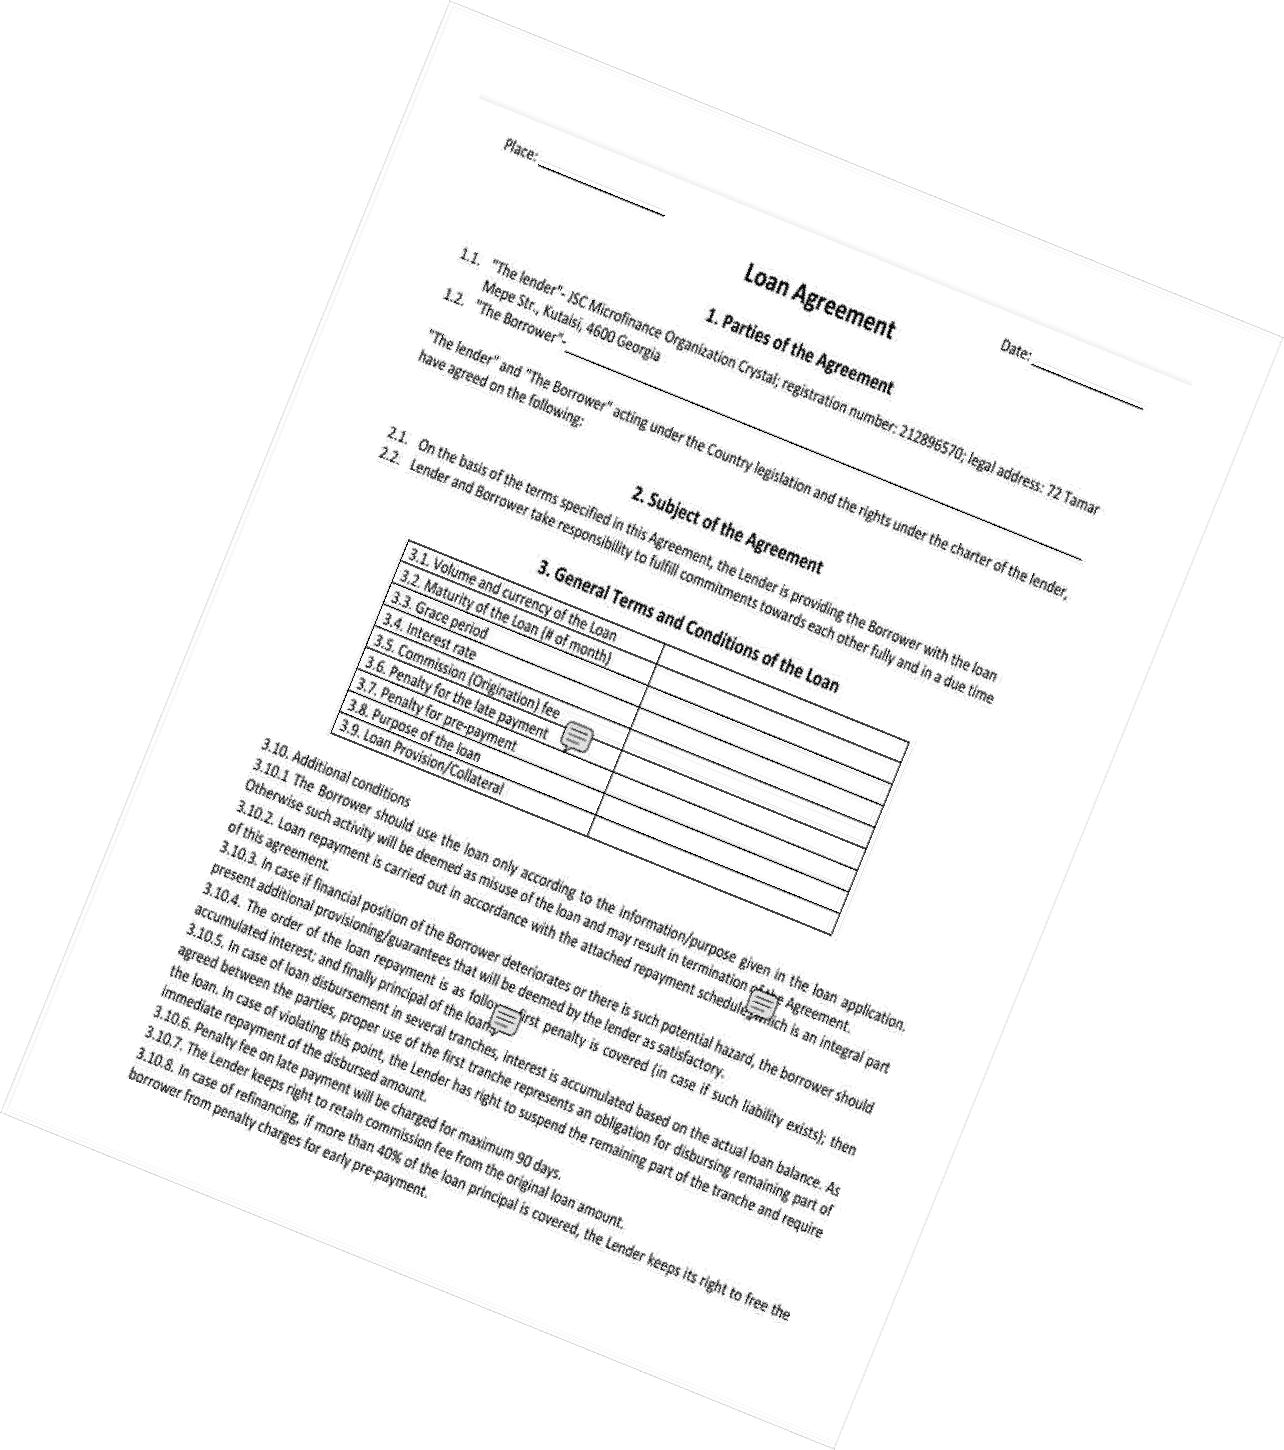 Place:
Date:
Loan Agreement
1. Parties of the Agreement
1.1. "The lender"- JSC Microfinance Organization Crystal; registration number: 212896570; legal address: 72 Tamar
Mepe Str., Kutaisi, 4600 Georgia
1.2. "The Borrower"-
"The lender" and "The Borrower" acting under the Country legislation and the rights under the charter of the lender,
have agreed on the following:
2. Subject of the Agreement
2.1. On the basis of the terms specified in this Agreement, the Lender is providing the Borrower with the loan
2.2. Lender and Borrower take responsibility to fulfill commitments towards each other fully and in a due time
3. General Terms and Conditions of the Loan
3.1. Volume and currency of the Loan
3.2. Maturity of the Loan (# of month)
3.3. Grace period
3.4. Interest rate
3.5. Commission (Origination) fee
3.6. Penalty for the late payment
3.7. Penalty for pre-payment
3.8. Purpose of the loan
3.9. Loan Provision/Collateral
3.10. Additional conditions
3.10.1 The Borrower should use the loan only according to the information/purpose given in the loan application.
Otherwise such activity will be deemed as misuse of the loan and may result in termination of the Agreement.
3.10.2. Loan repayment is carried out in accordance with the attached repayment schedule, which is an integral part
of this agreement.
3.10.3. In case if financial position of the Borrower deteriorates or there is such potential hazard, the borrower should
present additional provisioning/guarantees that will be deemed by the lender as satisfactory.
3.10.4. The order of the loan repayment is as follows: first penalty is covered (in case if such liability exists); then
accumulated interest; and finally principal of the loan.
3.10.5. In case of loan disbursement in several tranches, interest is accumulated based on the actual loan balance. As
agreed between the parties, proper use of the first tranche represents an obligation for disbursing remaining part of
the loan. In case of violating this point, the Lender has right to suspend the remaining part of the tranche and require
immediate repayment of the disbursed amount.
3.10.6. Penalty fee on late payment will be charged for maximum 90 days.
3.10.7. The Lender keeps right to retain commission fee from the original loan amount.
3.10.8. In case of refinancing, if more than 40% of the loan principal is covered, the Lender keeps its right to free the
borrower from penalty charges for early pre-payment.